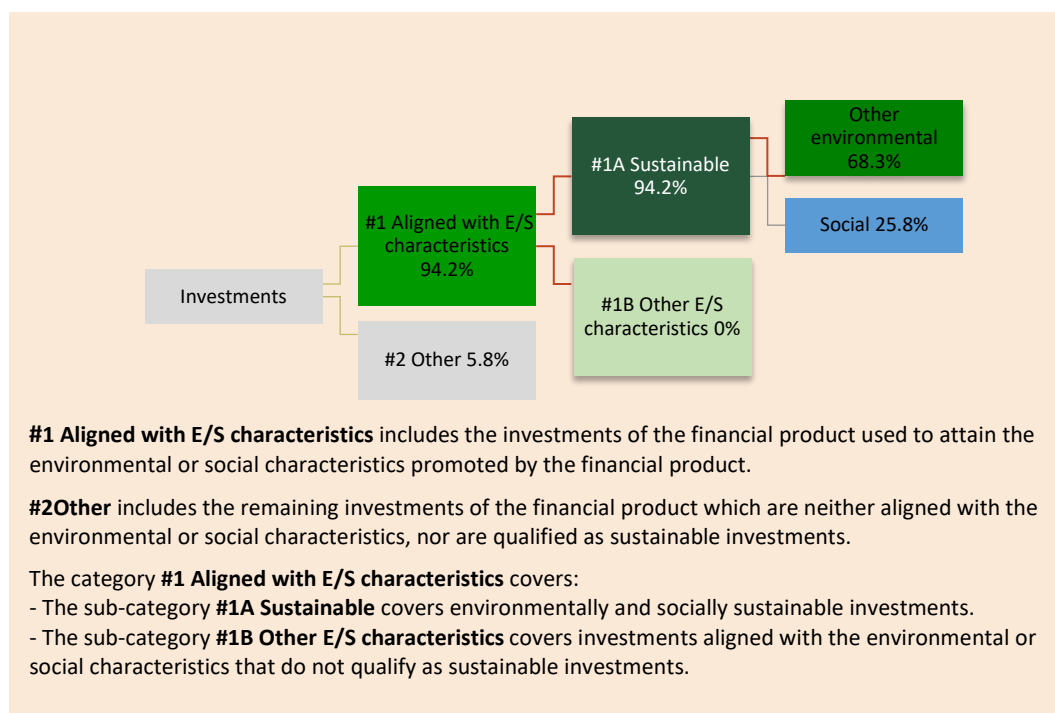 Other
environmental
68.3%
#1A Sustainable
94.2%
Social 25.8%
#1 Aligned with E/S
characteristics
94.2%
Investments
#1B Other E/S
characteristics 0%
#2 Other 5.8%
#1 Aligned with E/S characteristics includes the investments of the financial product used to attain the
environmental or social characteristics promoted by the financial product.
#2Other includes the remaining investments of the financial product which are neither aligned with the
environmental or social characteristics, nor are qualified as sustainable investments.
The category #1 Aligned with E/S characteristics covers:
- The sub-category #1A Sustainable covers environmentally and socially sustainable investments.
- The sub-category #1B Other E/S characteristics covers investments aligned with the environmental or
social characteristics that do not qualify as sustainable investments.